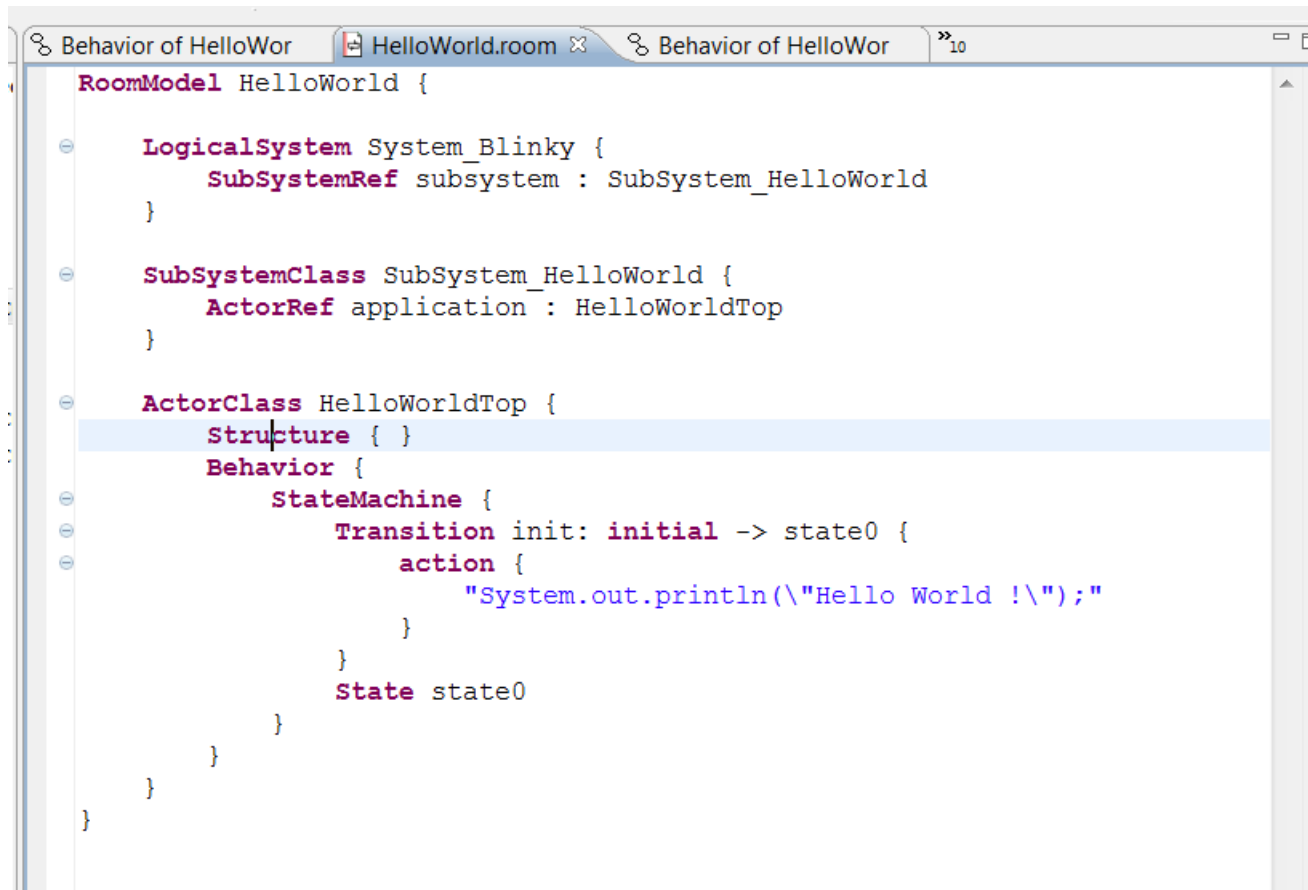 Behavior of HelloWor HelloWorld.room Behavior of HelloWor »10
RoomModel HelloWorld {
LogicalSystem System_Blinky {
SubSystemRef subsystem : SubSystem_HelloWorld
}
SubSystemClass SubSystem_HelloWorld {
ActorRef application : HelloWorldTop
}
ActorClass HelloWorldTop {
Structure { }
Behavior {
StateMachine {
Transition init: initial -> state0 {
action {
"System.out.println(\"Hello World !\");"
}
}
State state0
}
}
}
}